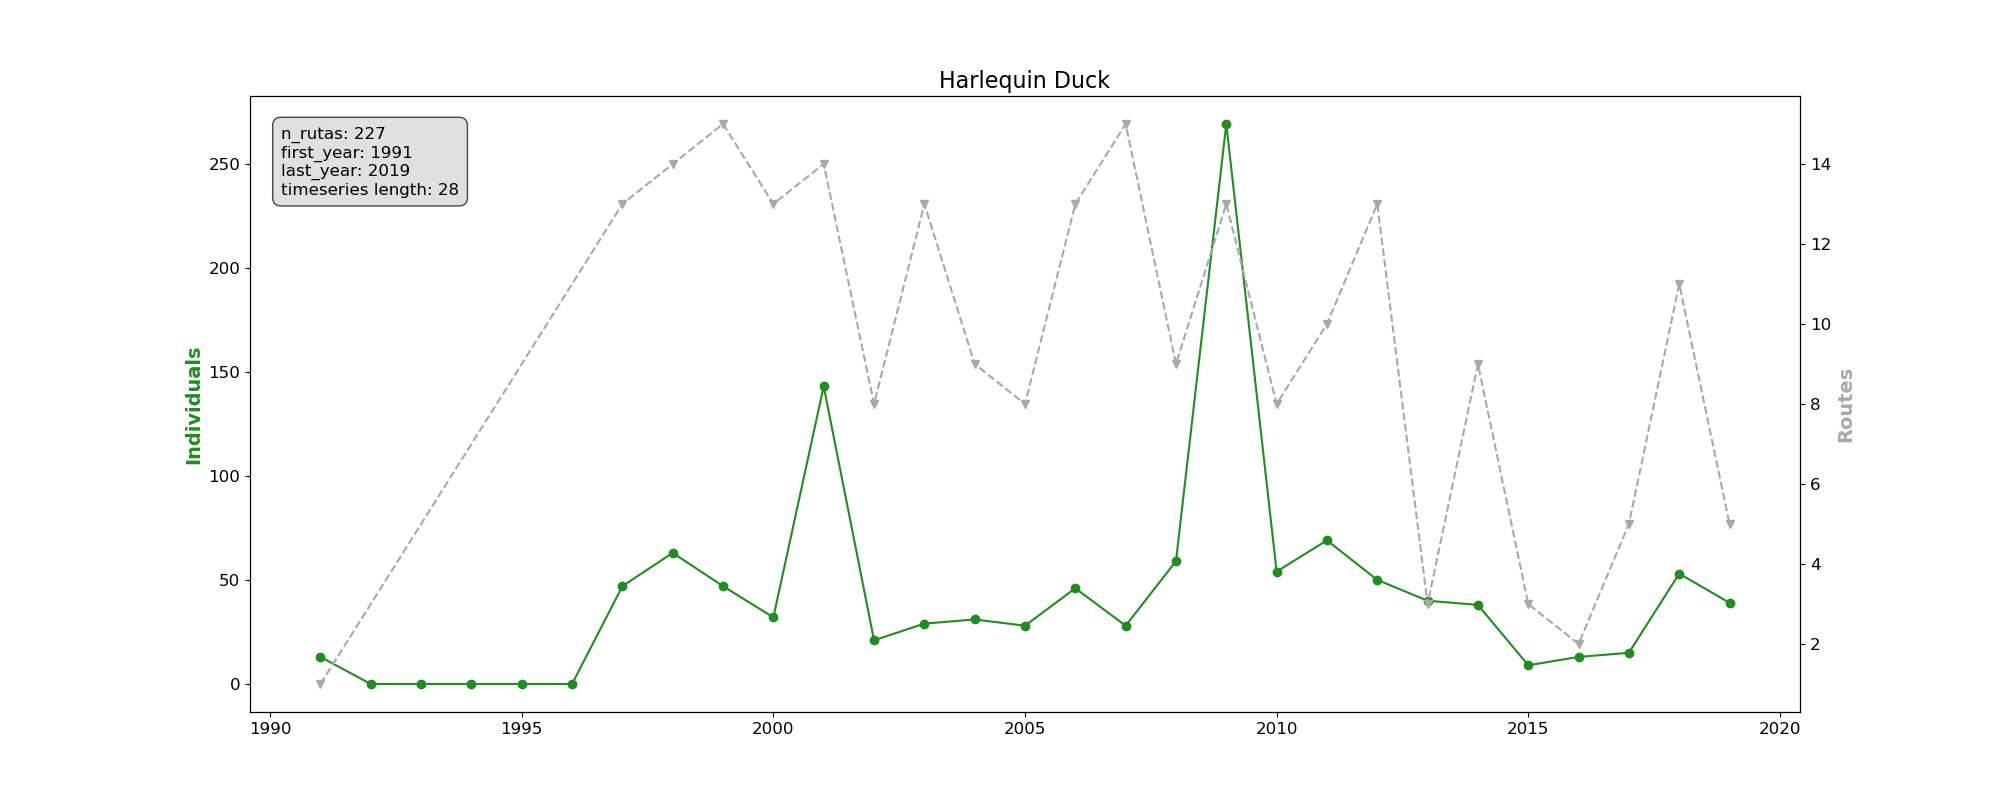 Harlequin Duck
n_rutas: 227
first_year: 1991
last_year: 2019
timeseries length: 28
250
200
150
100
50
0
Individuals
14
12
10
8
6
4
2
Routes
1990 1995 2000 2005 2010 2015 2020